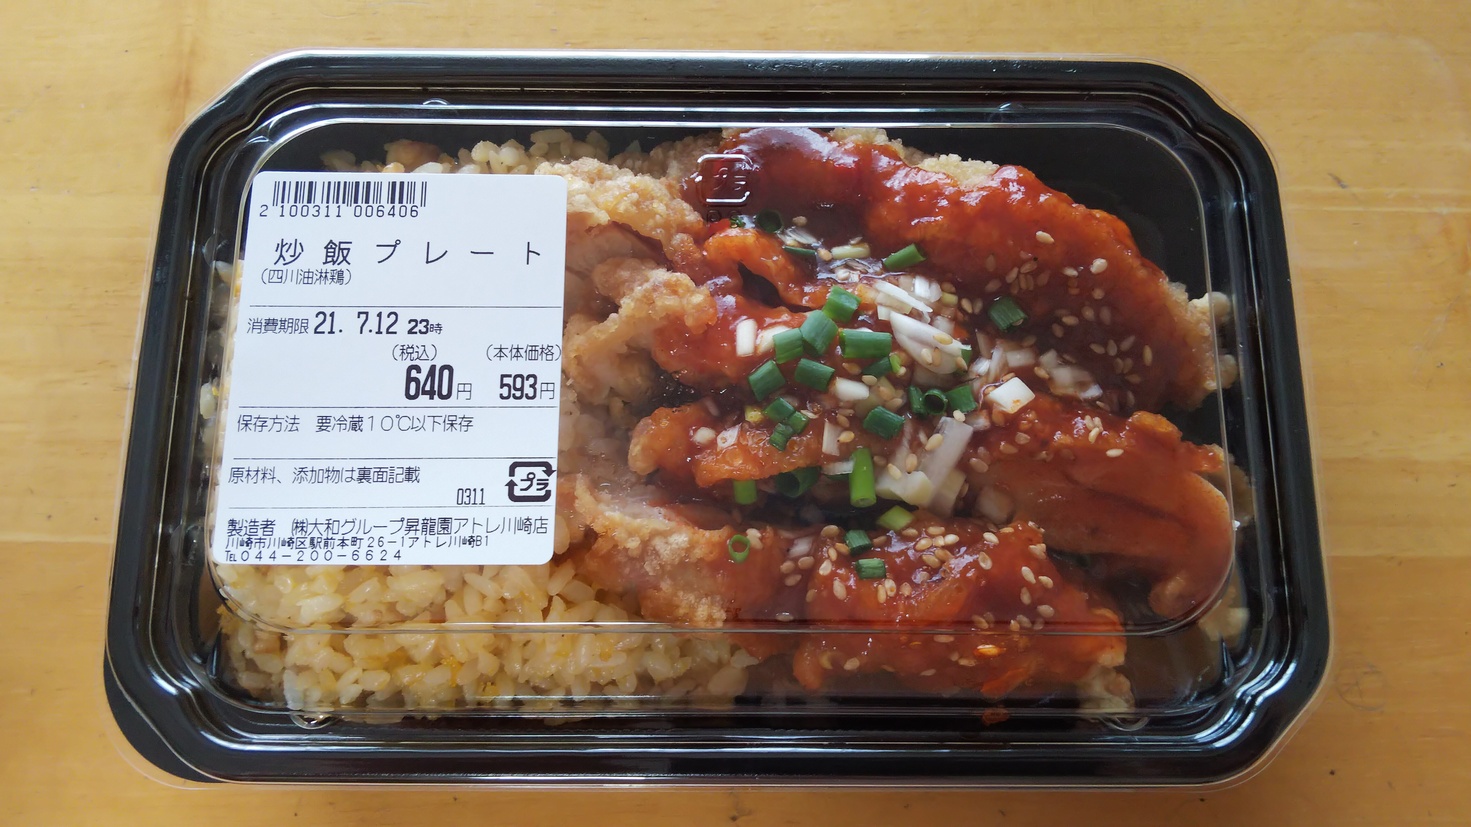 2 100311 006406
炒飯プレート
（四川油淋鶏）
消費期限 21. 7.12 23時
（税込） （本体価格）
640円 593円
保存方法 要冷蔵１０℃以下保存
原材料、添加物は裏面記載
プラ
0311
製造者 ㈱大和グループ昇龍園アトレ川崎店
川崎市川崎区駅前本町26-1アトレ川崎B1
℡０４４－２００－６６２４
プラ
PS